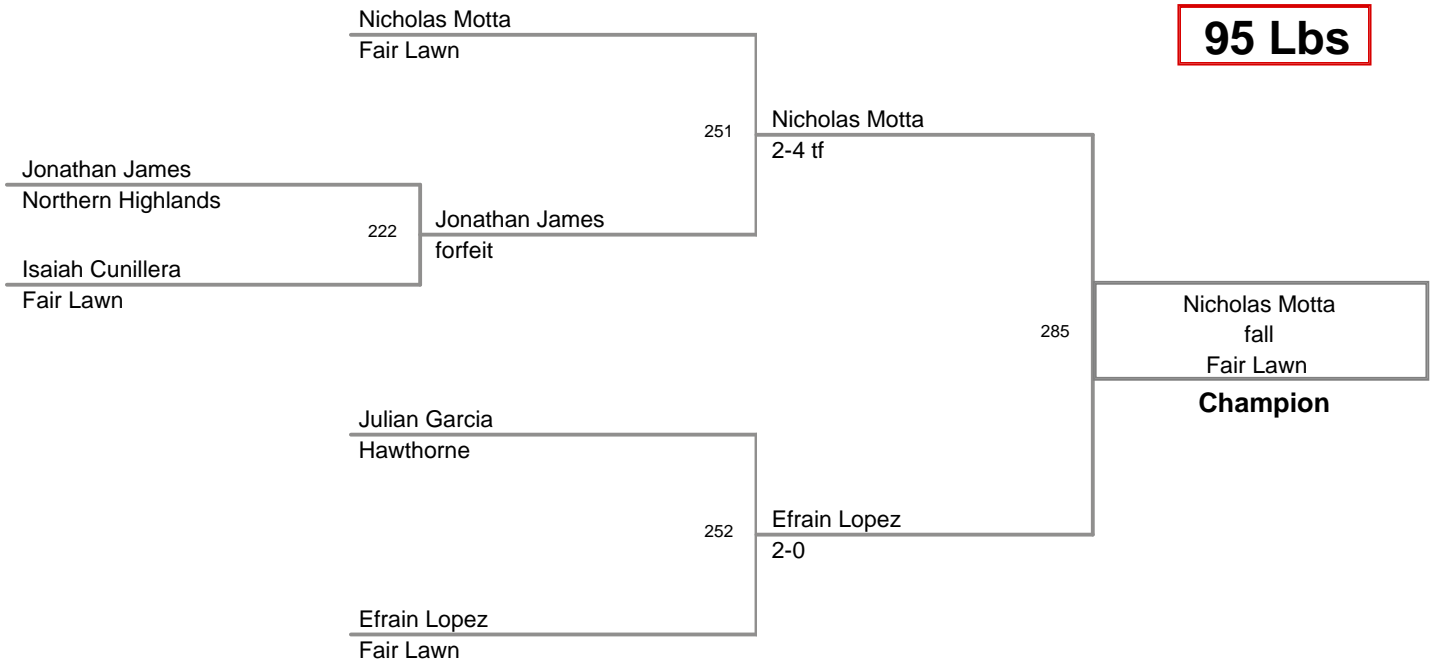 Nicholas Motta
Fair Lawn
95 Lbs
251
Nicholas Motta
2-4 tf
Jonathan James
Northern Highlands
222
Jonathan James
forfeit
Isaiah Cunillera
Fair Lawn
285
Nicholas Motta
fall
Fair Lawn
Champion
Julian Garcia
Hawthorne
252
Efrain Lopez
2-0
Efrain Lopez
Fair Lawn